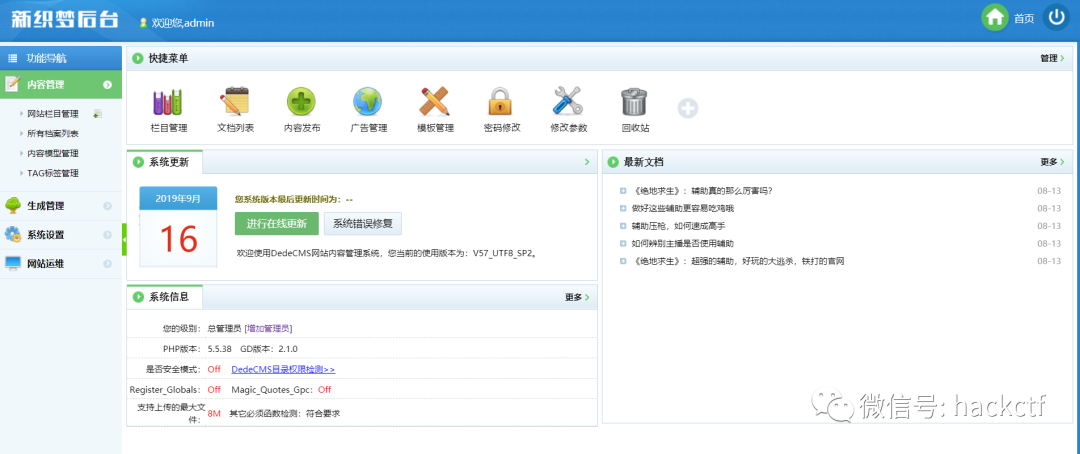 新织梦后台
欢迎您,admin
首页
功能导航
内容管理
网站栏目管理
所有档案列表
内容模型管理
TAG标签管理
生成管理
系统设置
网站运维
快捷菜单
管理
栏目管理 文档列表 内容发布 广告管理 模板管理 密码修改 修改参数 回收站
系统更新
2019年9月
16
您系统版本最后更新时间为：--
进行在线更新 系统错误修复
欢迎使用DedeCMS网站内容管理系统，您当前的使用版本为：V57_UTF8_SP2。
系统信息
更多
您的级别： 总管理员 [增加管理员]
PHP版本： 5.5.38 GD版本：2.1.0
是否安全模式： Off DedeCMS目录权限检测>>
Register_Globals： Off Magic_Quotes_Gpc：Off
支持上传的最大文
件： 8M 其它必须函数检测：符合要求
最新文档
更多
《绝地求生》：辅助真的那么厉害吗? 08-13
做好这些辅助更容易吃鸡哦 08-13
辅助压枪，如何速成高手 08-13
如何辨别主播是否使用辅助 08-13
《绝地求生》：超强的辅助，好玩的大逃杀，铁打的官网 08-13
微信号: hackctf